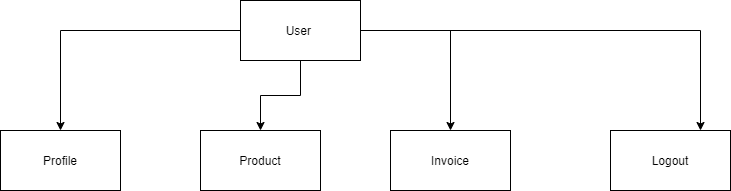 User
Profile
Product
Invoice
Logout